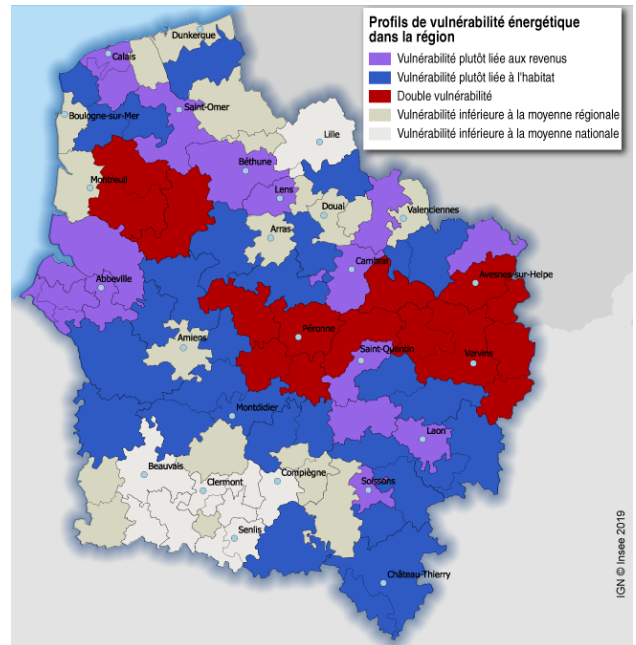 Profils de vulnérabilité énergétique
dans la région
Vulnérabilité plutôt liée aux revenus
Vulnérabilité plutôt liée à l'habitat
Double vulnérabilité
Vulnérabilité inférieure à la moyenne régionale
Vulnérabilité inférieure à la moyenne nationale
Dunkerque
Calais
Saint-Omer
Boulogne-sur-Mer
Lille
Béthune
Montreuil
Lens
Douai
Valenciennes
Arras
Cambrai
Avesnes-sur-Helpe
Abbeville
Péronne
Amiens
Saint-Quentin
Vervins
Montdidier
Laon
Beauvais
Clermont
Compiègne
Soissons
Senlis
Château-Thierry
IGN © Insee 2019